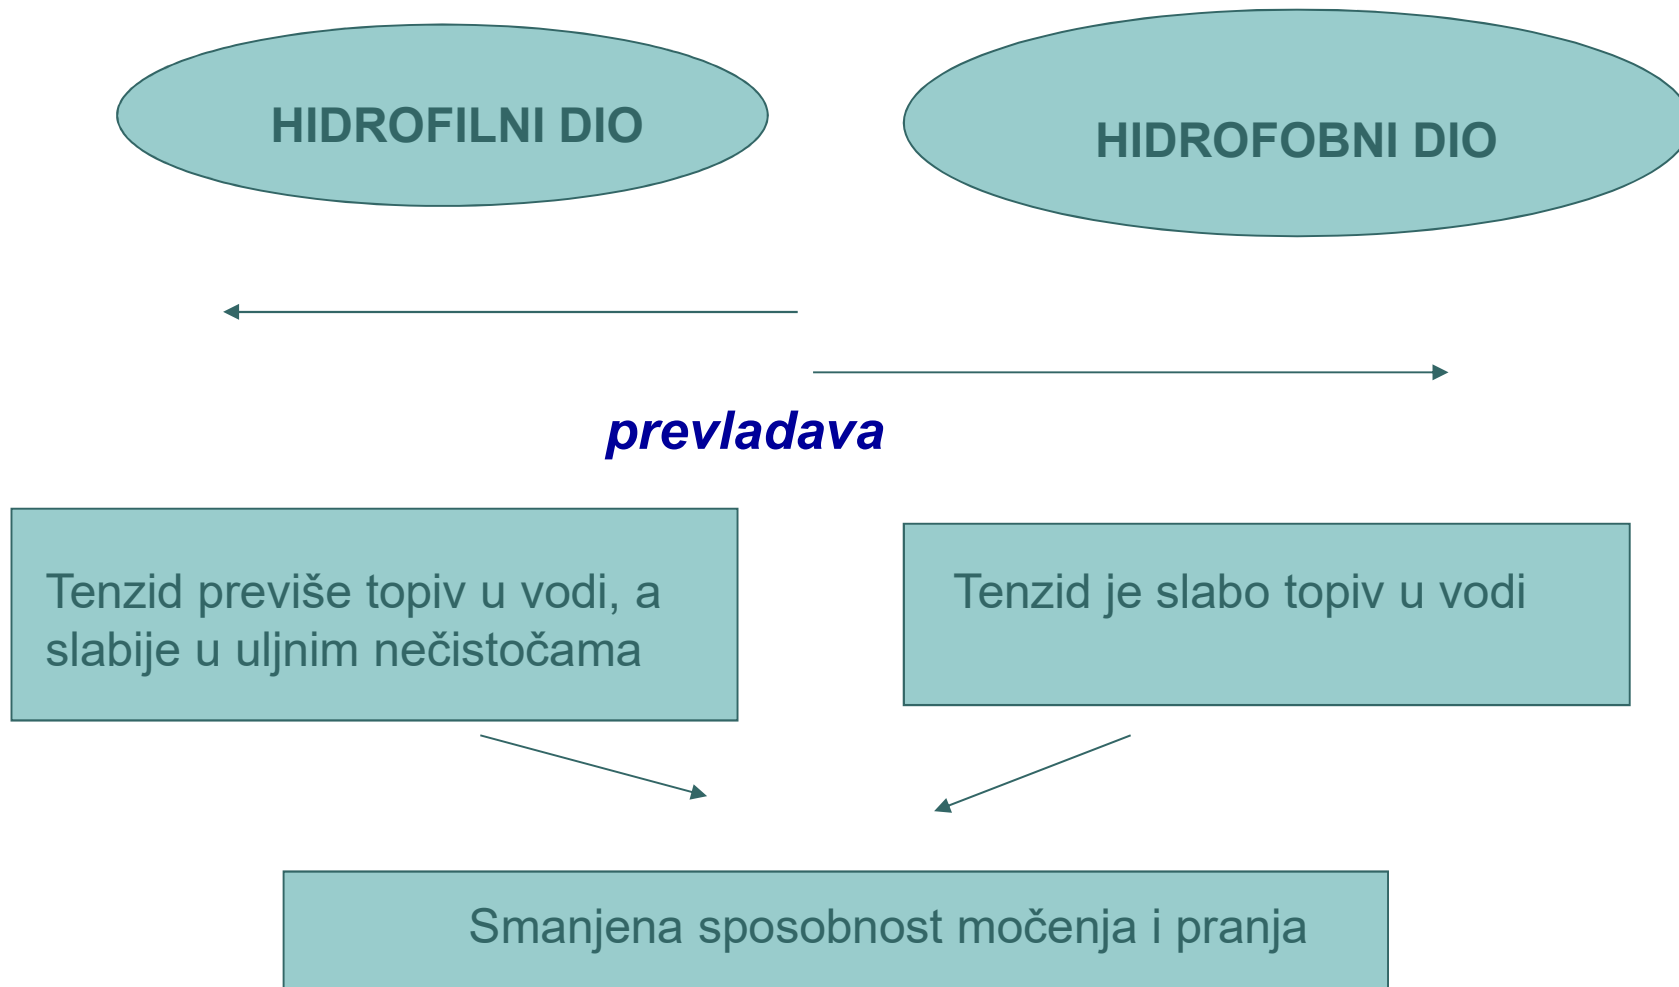 HIDROFILNI DIO
HIDROFOBNI DIO
prevladava
Tenzid previše topiv u vodi, a
slabije u uljnim nečistočama
Tenzid je slabo topiv u vodi
Smanjena sposobnost močenja i pranja